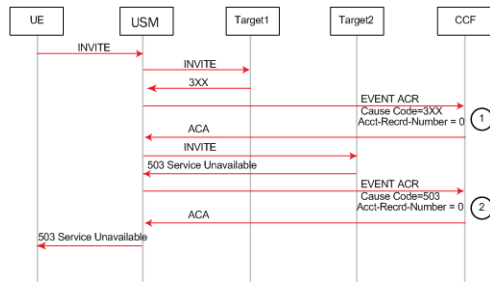 UE USM Target1 Target2 CCF
INVITE
INVITE
3XX
EVENT ACR
Cause Code=3XX
Acct-Recrd-Number = 0
1
ACA
INVITE
503 Service Unavailable
EVENT ACR
Cause Code=503
Acct-Recrd-Number = 0
2
ACA
503 Service Unavailable